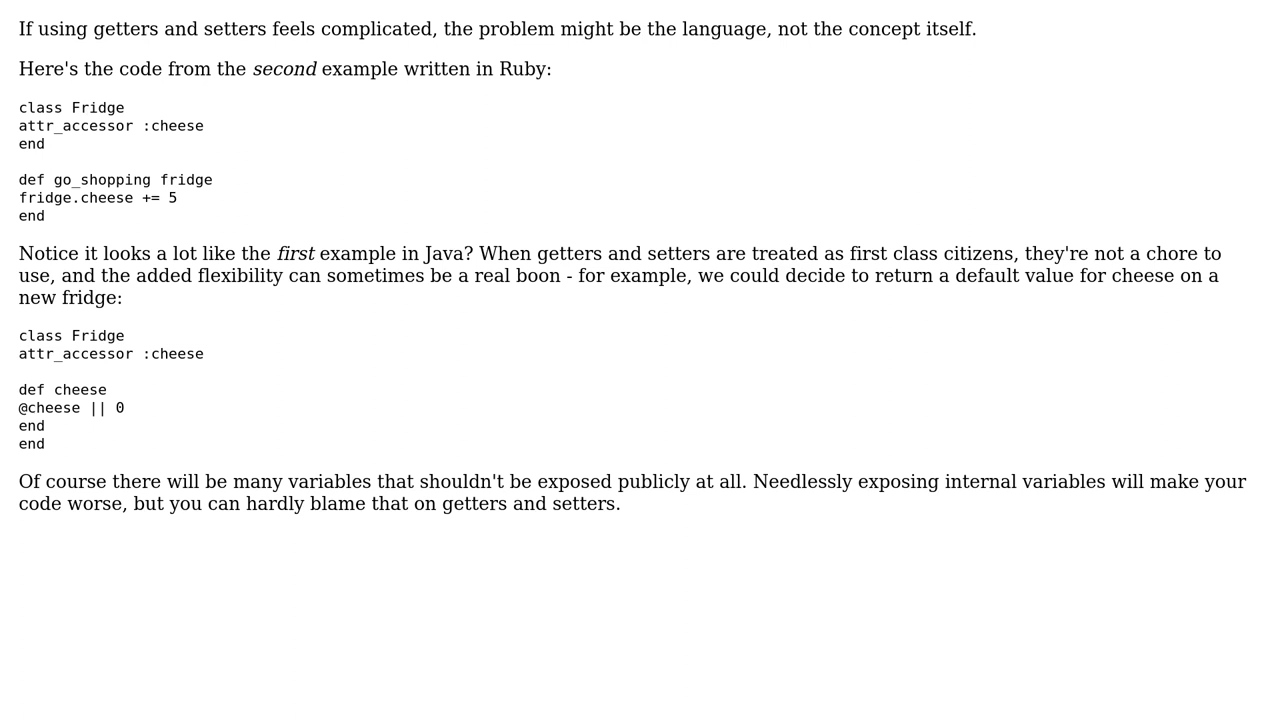 If using getters and setters feels complicated, the problem might be the language, not the concept itself.
Here's the code from the second example written in Ruby:
class Fridge
attr_accessor :cheese
end
def go_shopping fridge
fridge.cheese += 5
end
Notice it looks a lot like the first example in Java? When getters and setters are treated as first class citizens, they're not a chore to
use, and the added flexibility can sometimes be a real boon - for example, we could decide to return a default value for cheese on a
new fridge:
class Fridge
attr_accessor :cheese
def cheese
@cheese || 0
end
end
Of course there will be many variables that shouldn't be exposed publicly at all. Needlessly exposing internal variables will make your
code worse, but you can hardly blame that on getters and setters.